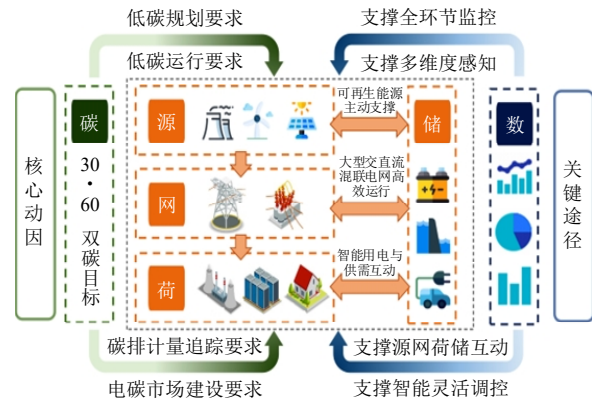 低碳规划要求
支撑全环节监控
低碳运行要求
支撑多维度感知
核心动因
碳
30·60
双碳目标
源
可再生能源
主动支撑
储
网
大型交直流
混联电网高
效运行
荷
智能用电与
供需互动
数
关键途径
碳排计量追踪要求
支撑源网荷储互动
电碳市场建设要求
支撑智能灵活调控